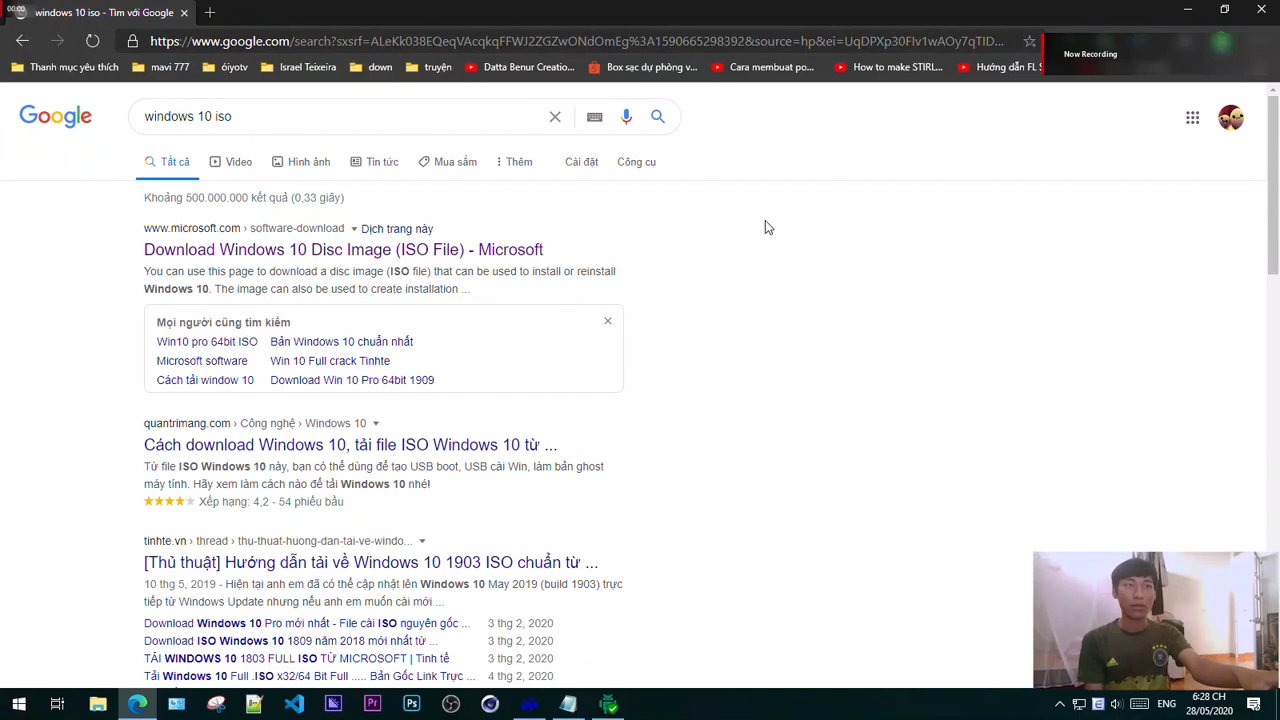 00:00
windows 10 iso - Tìm với Google
https://www.google.com/search?xsrf=ALeKk038EQeqVAcqkqFFWJ2ZGZwONdOmEg%3A1590665298392&source=hp&ei=UqDPXp30FIv1wAOy7qTID...
Thanh mục yêu thích
mavi 777
6iyotv
Israel Teixeira
down
truyện
Datta Benur Creatio...
Box sạc dự phòng v...
Cara membuat po...
How to make STIRL...
Hướng dẫn FL S
Now Recording
Google
windows 10 iso
Tất cả
Video
Hình ảnh
Tin tức
Mua sắm
Thêm
Cài đặt
Công cụ
Khoảng 500.000.000 kết quả (0,33 giây)
www.microsoft.com › software-download
Dịch trang này
Download Windows 10 Disc Image (ISO File) - Microsoft
You can use this page to download a disc image (ISO file) that can be used to install or reinstall
Windows 10. The image can also be used to create installation ...
Mọi người cũng tìm kiếm
Win10 pro 64bit ISO Bản Windows 10 chuẩn nhất
Microsoft software Win 10 Full crack Tinhte
Cách tải window 10 Download Win 10 Pro 64bit 1909
quantrimang.com › Công nghệ › Windows 10
Cách download Windows 10, tải file ISO Windows 10 từ ...
Từ file ISO Windows 10 này, bạn có thể dùng để tạo USB boot, USB cài Win, làm bản ghost
máy tính. Hãy xem làm cách nào để tải Windows 10 nhé!
Xếp hạng: 4,2 - 54 phiếu bầu
tinhte.vn › thread › thu-thuat-huong-dan-tai-ve-windo...
[Thủ thuật] Hướng dẫn tải về Windows 10 1903 ISO chuẩn từ ...
10 thg 5, 2019 - Hiện tại anh em đã có thể cập nhật lên Windows 10 May 2019 (build 1903) trực
tiếp từ Windows Update nhưng nếu anh em muốn cài mới ...
Download Windows 10 Pro mới nhất - File cài ISO nguyên gốc ... 3 thg 2, 2020
Download ISO Windows 10 1809 năm 2018 mới nhất từ ... 3 thg 2, 2020
TẢI WINDOWS 10 1803 FULL ISO TỪ MICROSOFT | Tinh tế 3 thg 2, 2020
Tải Windows 10 Full .ISO x32/64 Bit Full ..... Bản Gốc Link Trực ... 4 thg 2, 2020
Pr
Ps
ENG
6:28 CH
28/05/2020